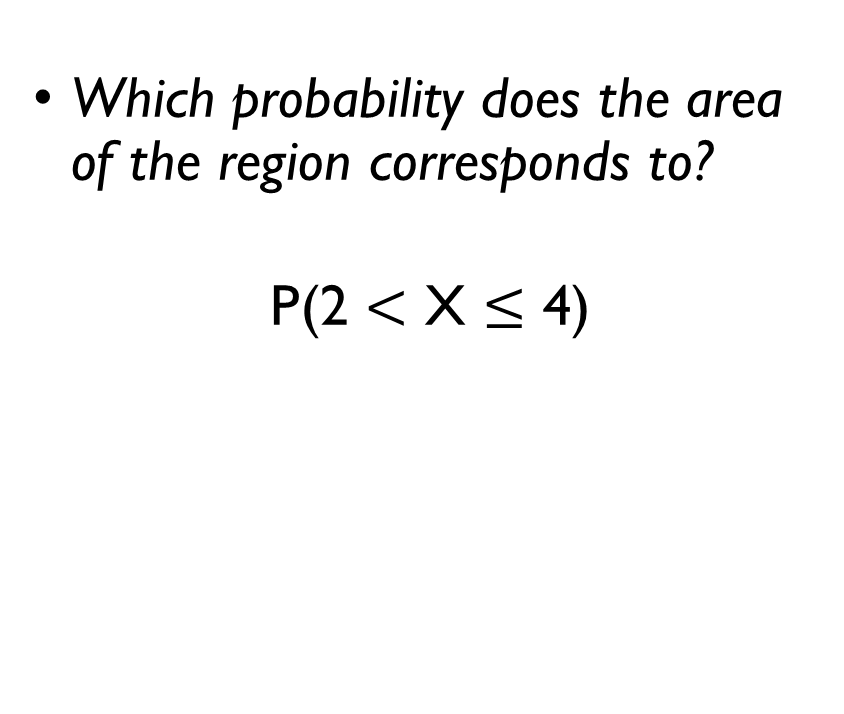 • Which probability does the area
of the region corresponds to?
P(2 < X ≤ 4)